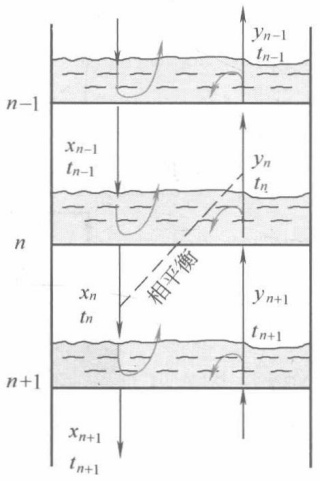 y_{n-1}
t_{n-1}
n-1
x_{n-1}
t_{n-1}
y_n
t_n
n
相平衡
x_n
t_n
y_{n+1}
t_{n+1}
n+1
x_{n+1}
t_{n+1}